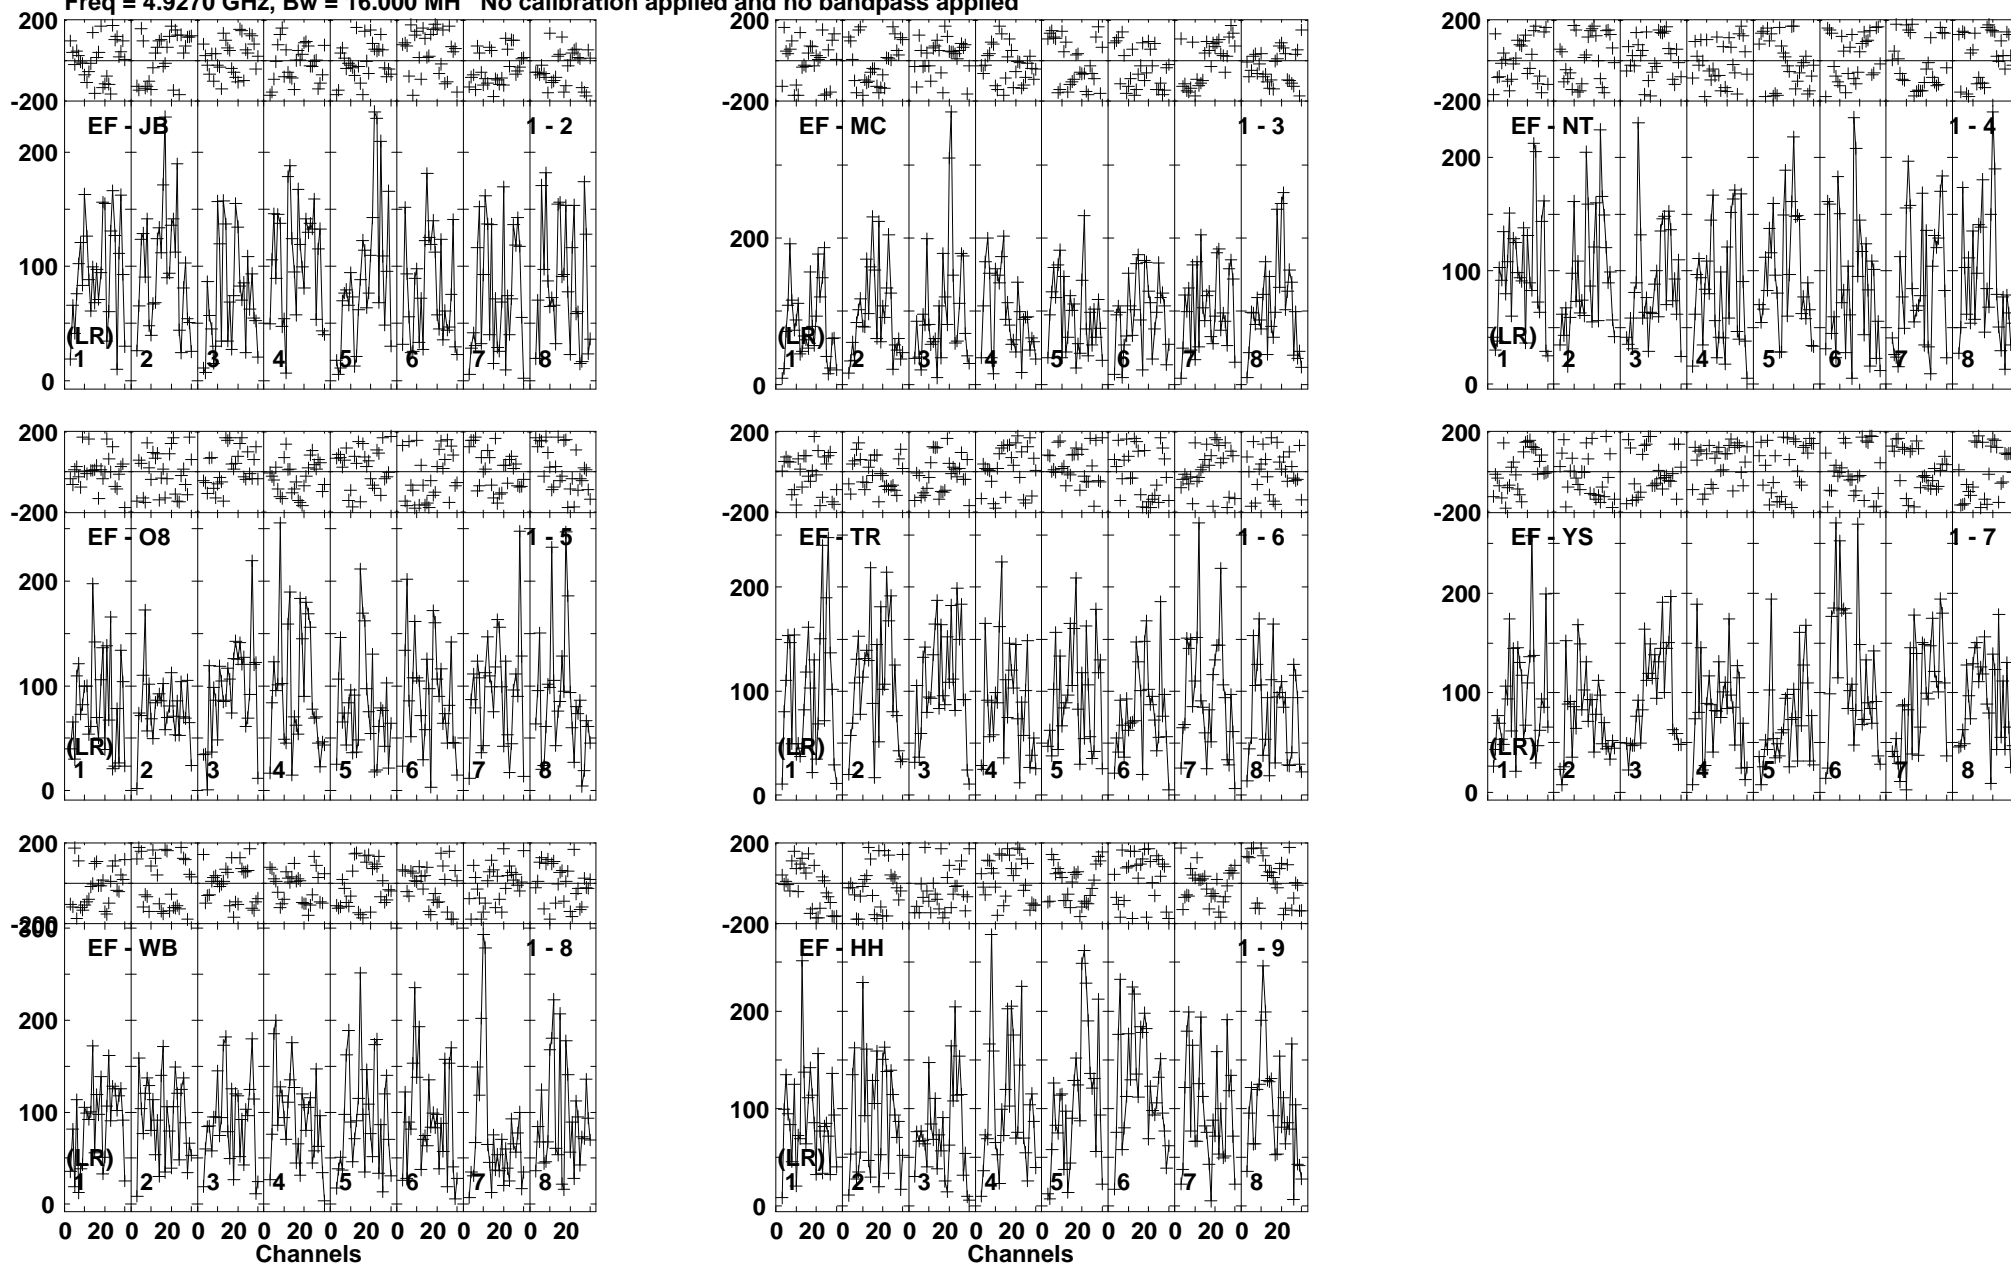 Freq = 4.9270 GHz, Bw = 16.000 MH No calibration applied and no bandpass applied
200 200 200
-200 -200 -200
EF - JB 1 - 2 EF - MC 1 - 3 EF - NT 1 - 4
200 200 200
100 100
(LR) (LR) (LR)
1 2 3 4 5 6 7 8 1 2 3 4 5 6 7 8 1 2 3 4 5 6 7 8
0 0 0
200 200 200
-200 -200 -200
EF - O8 1 - 5 EF - TR 1 - 6 EF - YS 1 - 7
200 200 200
100 100 100
(LR) (LR) (LR)
1 2 3 4 5 6 7 8 1 2 3 4 5 6 7 8 1 2 3 4 5 6 7 8
0 0 0
200 200
-200 -200
300
EF - WB 1 - 8 EF - HH 1 - 9
200 200
100 100
(LR) (LR)
1 2 3 4 5 6 7 8 1 2 3 4 5 6 7 8
0 0
0 20 0 20 0 20 0 20 0 20 0 20 0 20 0 20 0 20 0 20 0 20 0 20 0 20 0 20 0 20 0 20
Channels Channels